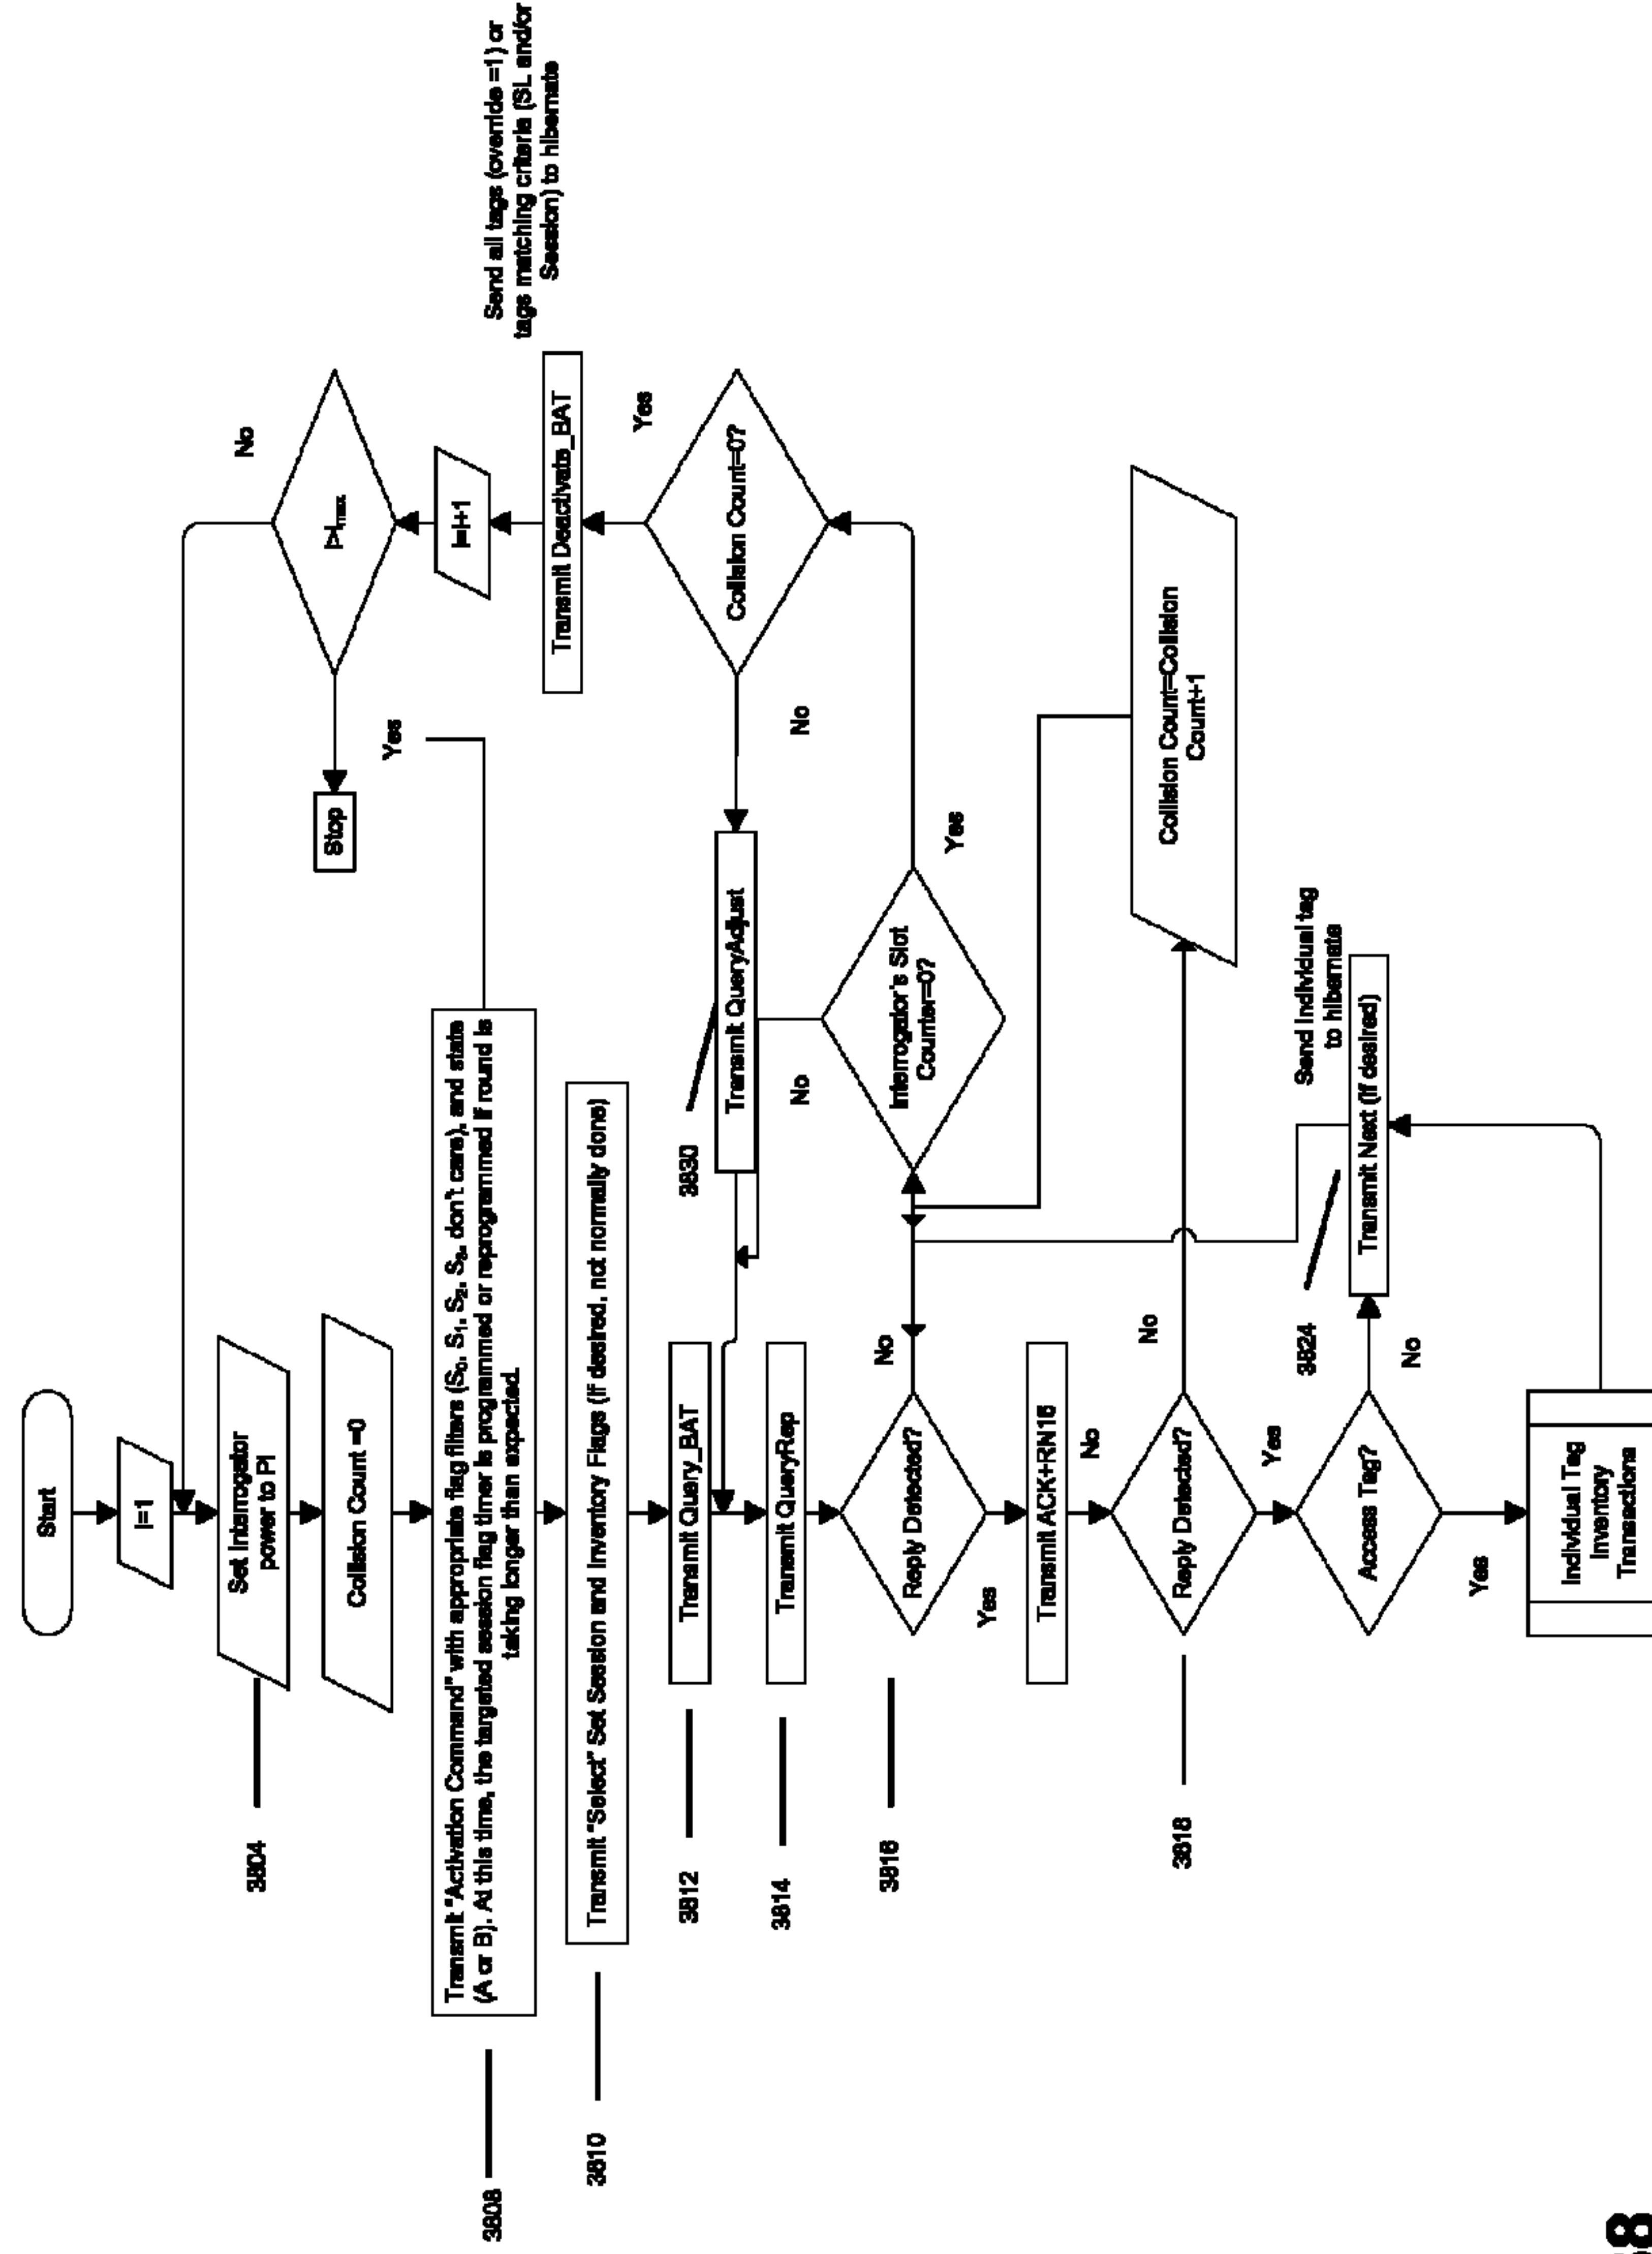 Start
I=1
Set Interrogator
power to PI
3804
Collision Count =0
Transmit "Activation Command" with appropriate flag filters (S0, S1, S2, S3, don't care), and state
(A or B). At this time, the targeted session flag timer is programmed or reprogrammed if round is
taking longer than expected.
3808
Transmit "Select" Set Session and Inventory Flags (if desired, not normally done)
3810
Transmit Query_BAT
3812
Transmit QueryRep
3814
Reply Detected?
3816
No
Yes
Transmit ACK+RN16
No
Reply Detected?
3818
No
Yes
Access Tag?
No
Yes
Individual Tag
Inventory
Transactions
Transmit Next (if desired)
3824
Send individual tag
to hibernate
Collision Count=Collision
Count+1
Interrogator's Slot
Counter=0?
No
Yes
Transmit QueryAdjust
3830
Collision Count=0?
No
Yes
Transmit Deactivate_BAT
Send all tags (override =1) or
tags matching criteria (SL and/or
Session) to hibernate
I=I+1
No
Yes
Stop